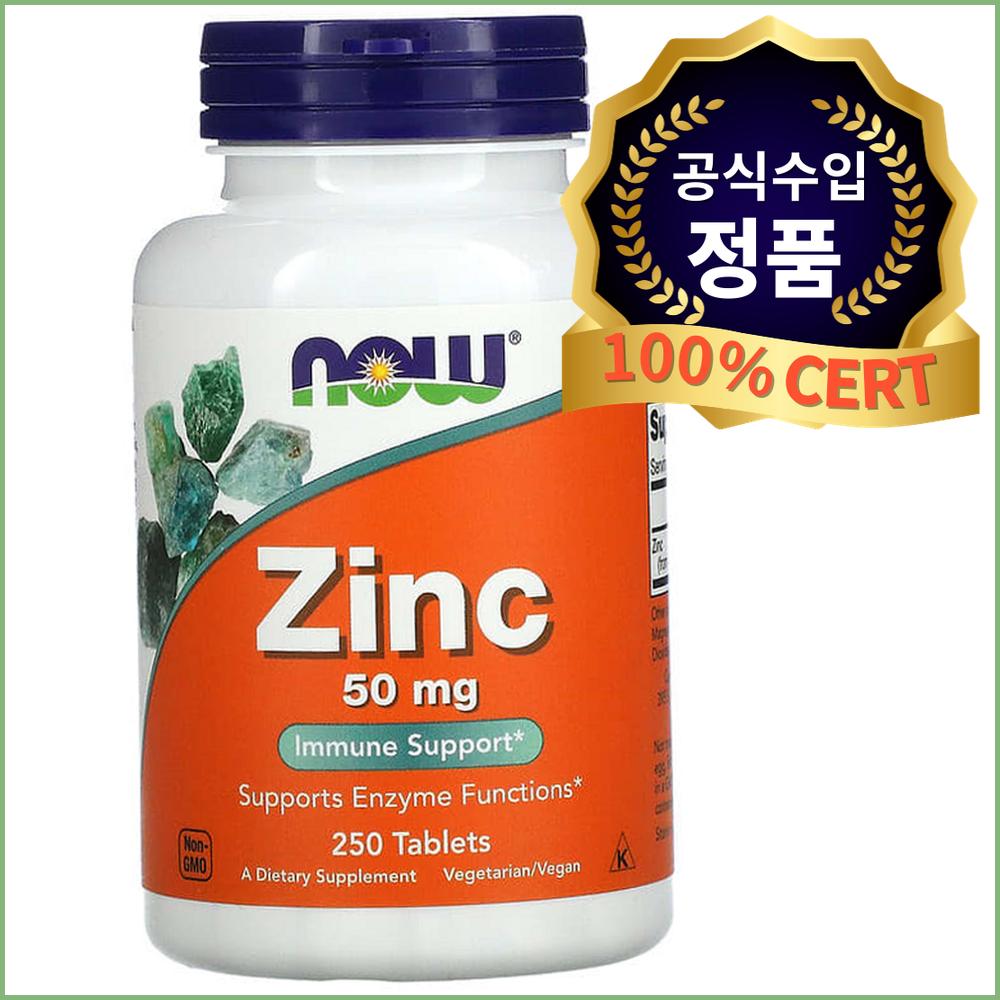 공식수입
정품
100% CERT
now®
Zinc
50 mg
Immune Support*
Supports Enzyme Functions*
250 Tablets
Non-
GMO
A Dietary Supplement Vegetarian/Vegan
K
Zinc